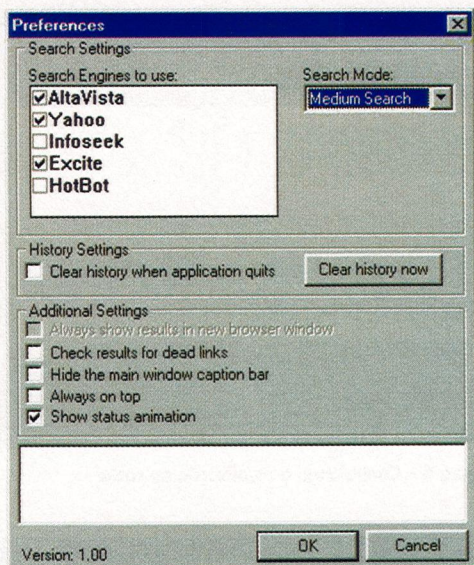 Preferences
Search Settings
Search Engines to use:
Search Mode:
AltaVista
Medium Search
Yahoo
Infoseek
Excite
HotBot
History Settings
Clear history when application quits
Clear history now
Additional Settings
Always show results in new browser window
Check results for dead links
Hide the main window caption bar
Always on top
Show status animation
Version: 1.00
OK
Cancel